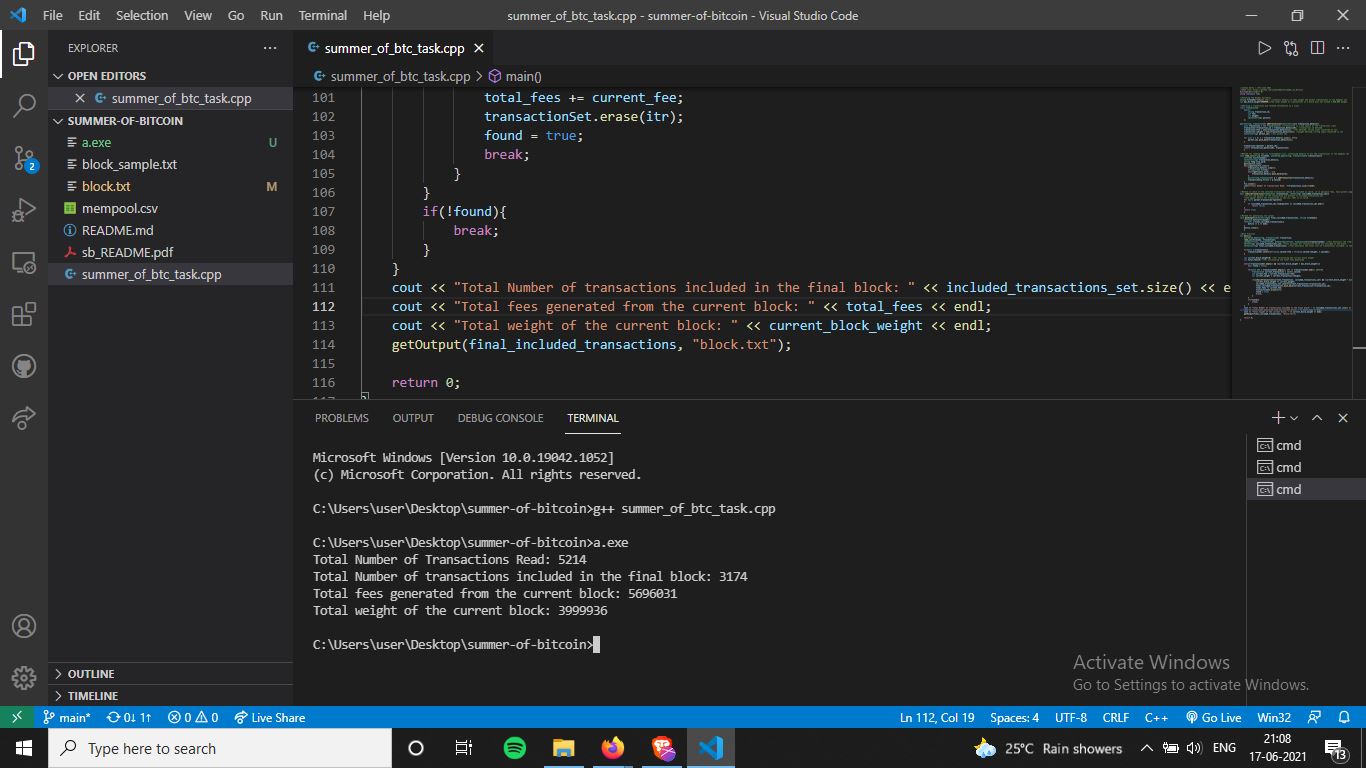 File Edit Selection View Go Run Terminal Help
summer_of_btc_task.cpp - summer-of-bitcoin - Visual Studio Code
EXPLORER
OPEN EDITORS
summer_of_btc_task.cpp
SUMMER-OF-BITCOIN
a.exe U
block_sample.txt
block.txt M
mempool.csv
README.md
sb_README.pdf
summer_of_btc_task.cpp
OUTLINE
TIMELINE
2
summer_of_btc_task.cpp
summer_of_btc_task.cpp > main()
101 total_fees += current_fee;
102 transactionSet.erase(itr);
103 found = true;
104 break;
105 }
106 }
107 if(!found){
108 break;
109 }
110 }
111 cout << "Total Number of transactions included in the final block: " << included_transactions_set.size() << e
112 cout << "Total fees generated from the current block: " << total_fees << endl;
113 cout << "Total weight of the current block: " << current_block_weight << endl;
114 getOutput(final_included_transactions, "block.txt");
115
116 return 0;
PROBLEMS OUTPUT DEBUG CONSOLE TERMINAL
Microsoft Windows [Version 10.0.19042.1052]
(c) Microsoft Corporation. All rights reserved.
C:\Users\user\Desktop\summer-of-bitcoin>g++ summer_of_btc_task.cpp
C:\Users\user\Desktop\summer-of-bitcoin>a.exe
Total Number of Transactions Read: 5214
Total Number of transactions included in the final block: 3174
Total fees generated from the current block: 5696031
Total weight of the current block: 3999936
C:\Users\user\Desktop\summer-of-bitcoin>
cmd
cmd
cmd
Activate Windows
Go to Settings to activate Windows.
main* 0↓ 1↑ 0 0 Live Share
Ln 112, Col 19 Spaces: 4 UTF-8 CRLF C++ Go Live Win32
Type here to search
25°C Rain showers ENG
21:08
17-06-2021
13